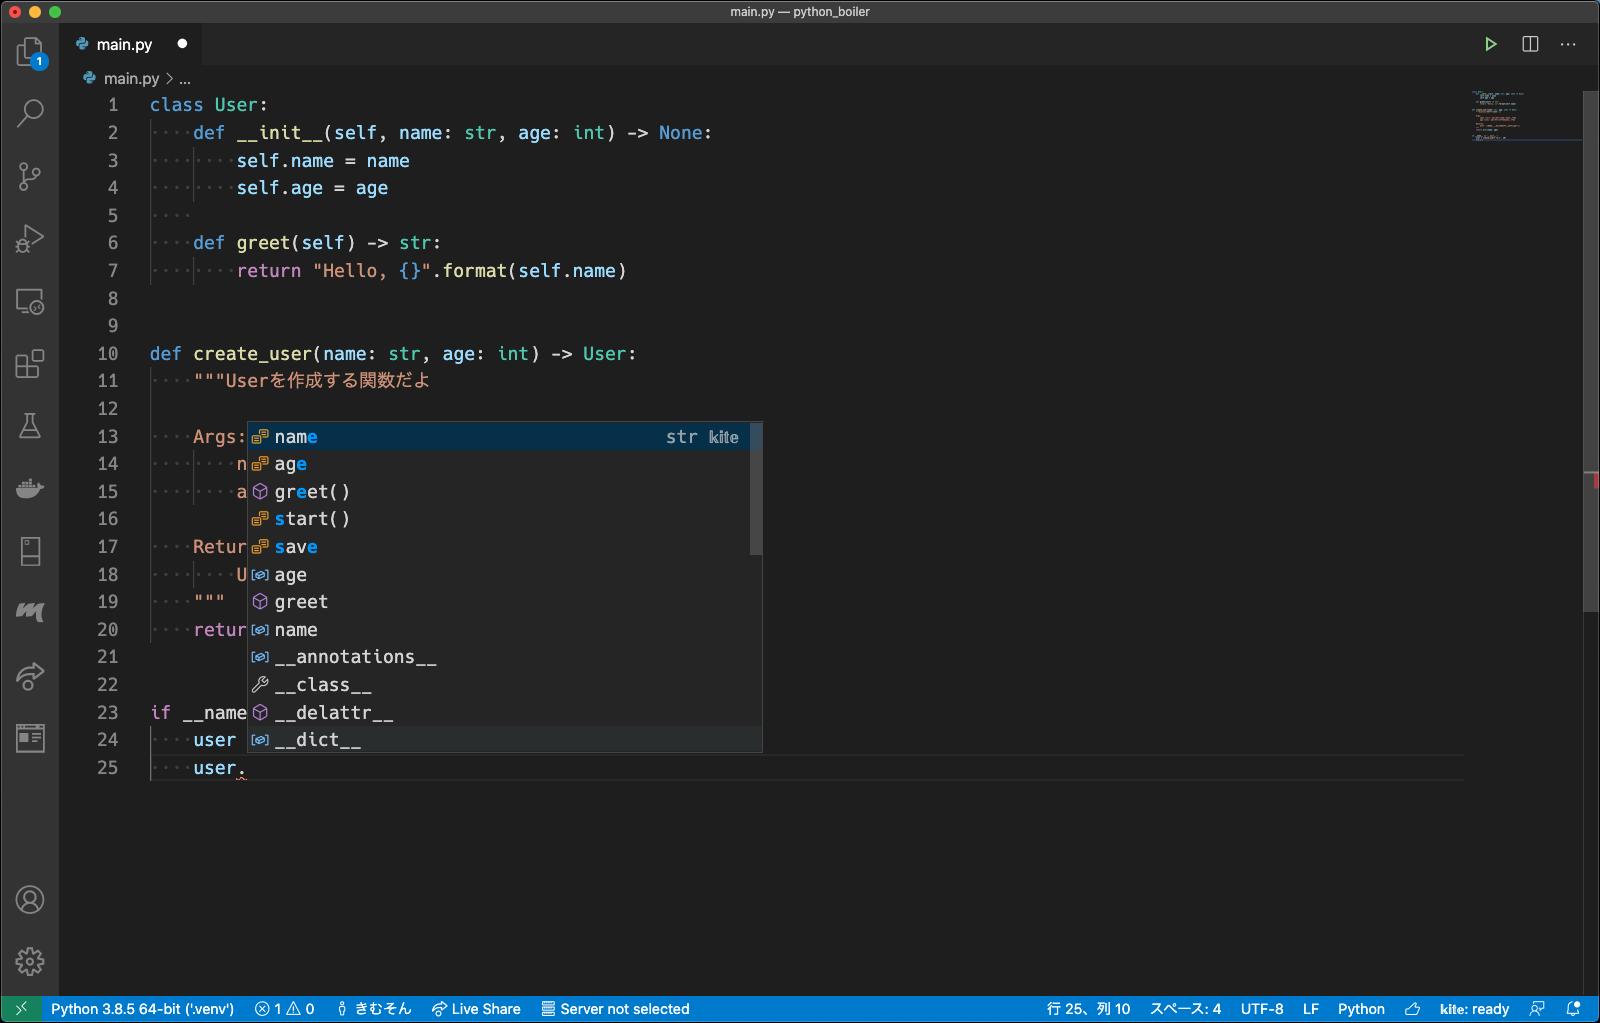 main.py — python_boiler
main.py
1
main.py > ...
1 class User:
2 def __init__(self, name: str, age: int) -> None:
3 self.name = name
4 self.age = age
5
6 def greet(self) -> str:
7 return "Hello, {}".format(self.name)
8
9
10 def create_user(name: str, age: int) -> User:
11 """Userを作成する関数だよ
12
13 Args:
14 n
15 a
16
17 Retur
18 U
19 """
20 retur
21
22
23 if __name
24 user
25 user.
name str kite
age
greet()
start()
save
age
greet
name
__annotations__
__class__
__delattr__
__dict__
Python 3.8.5 64-bit ('.venv') 1 0 きむそん Live Share Server not selected 行 25、列 10 スペース: 4 UTF-8 LF Python kite: ready